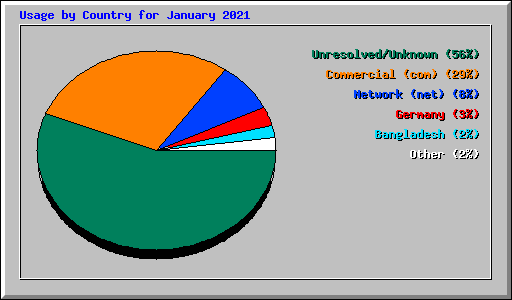 Usage by Country for January 2021
Unresolved/Unknown (56%)
Commercial (com) (29%)
Network (net) (8%)
Germany (3%)
Bangladesh (2%)
Other (2%)